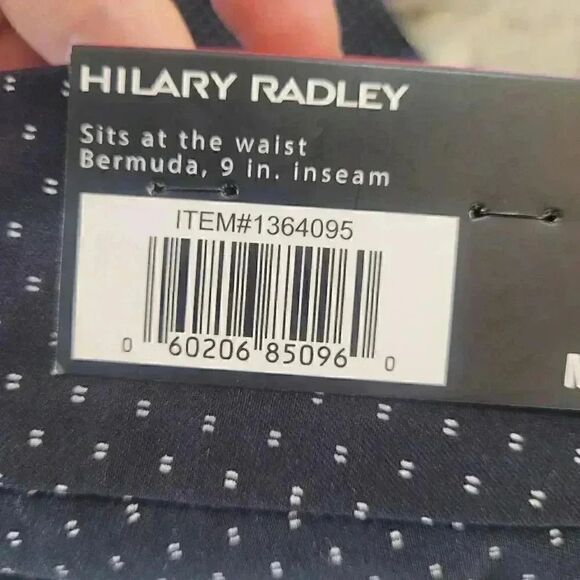 HILARY RADLEY
Sits at the waist
Bermuda, 9 in. inseam
ITEM#1364095
0 60206 85096 0